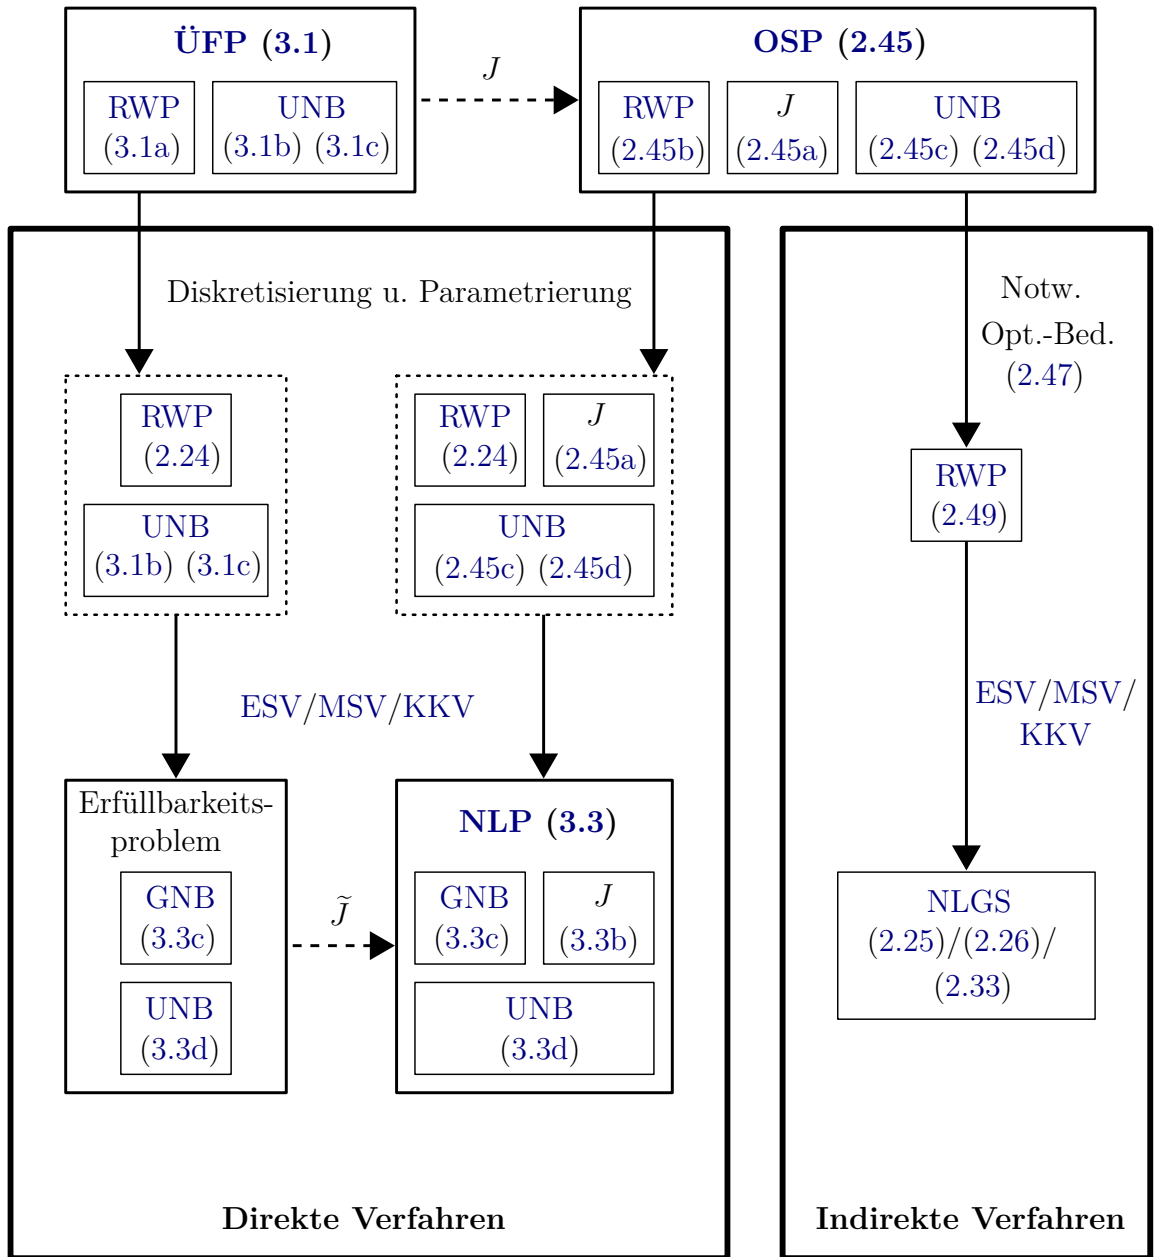 ÜFP (3.1)
RWP
(3.1a)
UNB
(3.1b) (3.1c)
J
OSP (2.45)
RWP
(2.45b)
J
(2.45a)
UNB
(2.45c) (2.45d)
Diskretisierung u. Parametrierung
Notw.
Opt.-Bed.
(2.47)
RWP
(2.24)
UNB
(3.1b) (3.1c)
RWP
(2.24)
J
(2.45a)
UNB
(2.45c) (2.45d)
RWP
(2.49)
ESV/MSV/KKV
ESV/MSV/
KKV
Erfüllbarkeits-
problem
GNB
(3.3c)
UNB
(3.3d)
J̃
NLP (3.3)
GNB
(3.3c)
J
(3.3b)
UNB
(3.3d)
NLGS
(2.25)/(2.26)/
(2.33)
Direkte Verfahren
Indirekte Verfahren